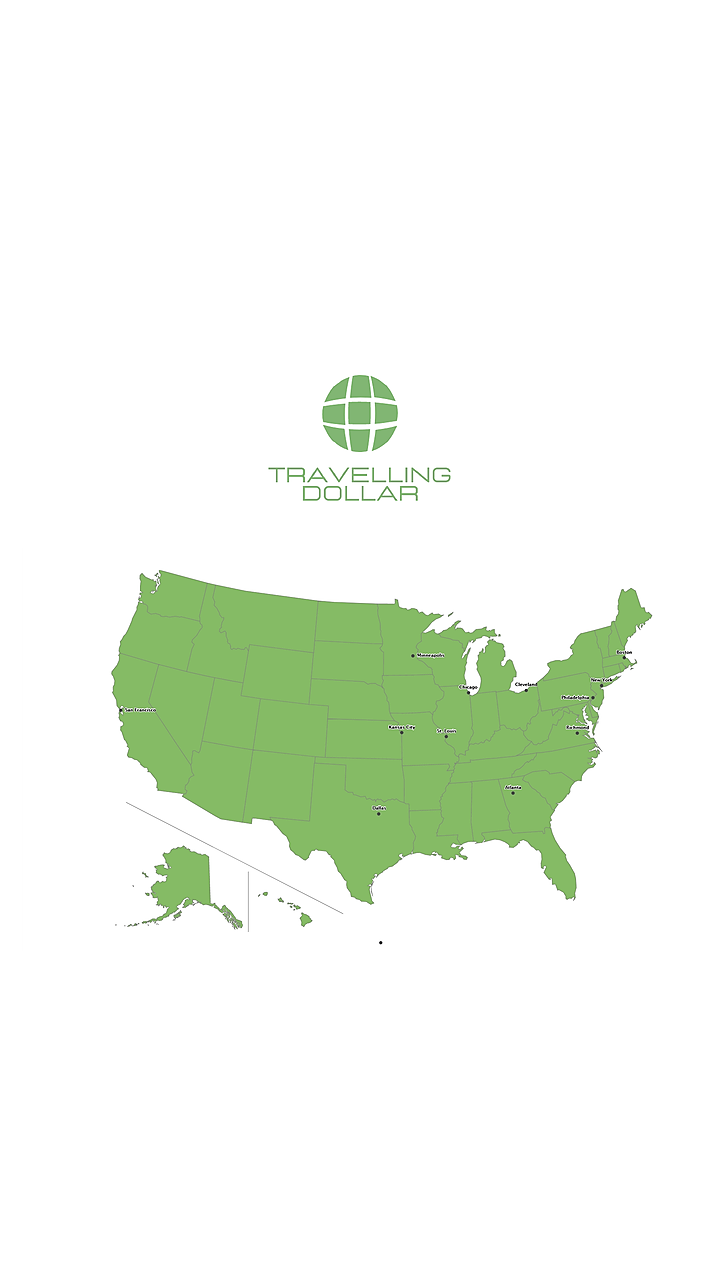 TRAVELLING
DOLLAR
Boston
Minneapolis
New York
Cleveland
Chicago
Philadelphia
San Francisco
Kansas City
Richmond
St. Louis
Atlanta
Dallas